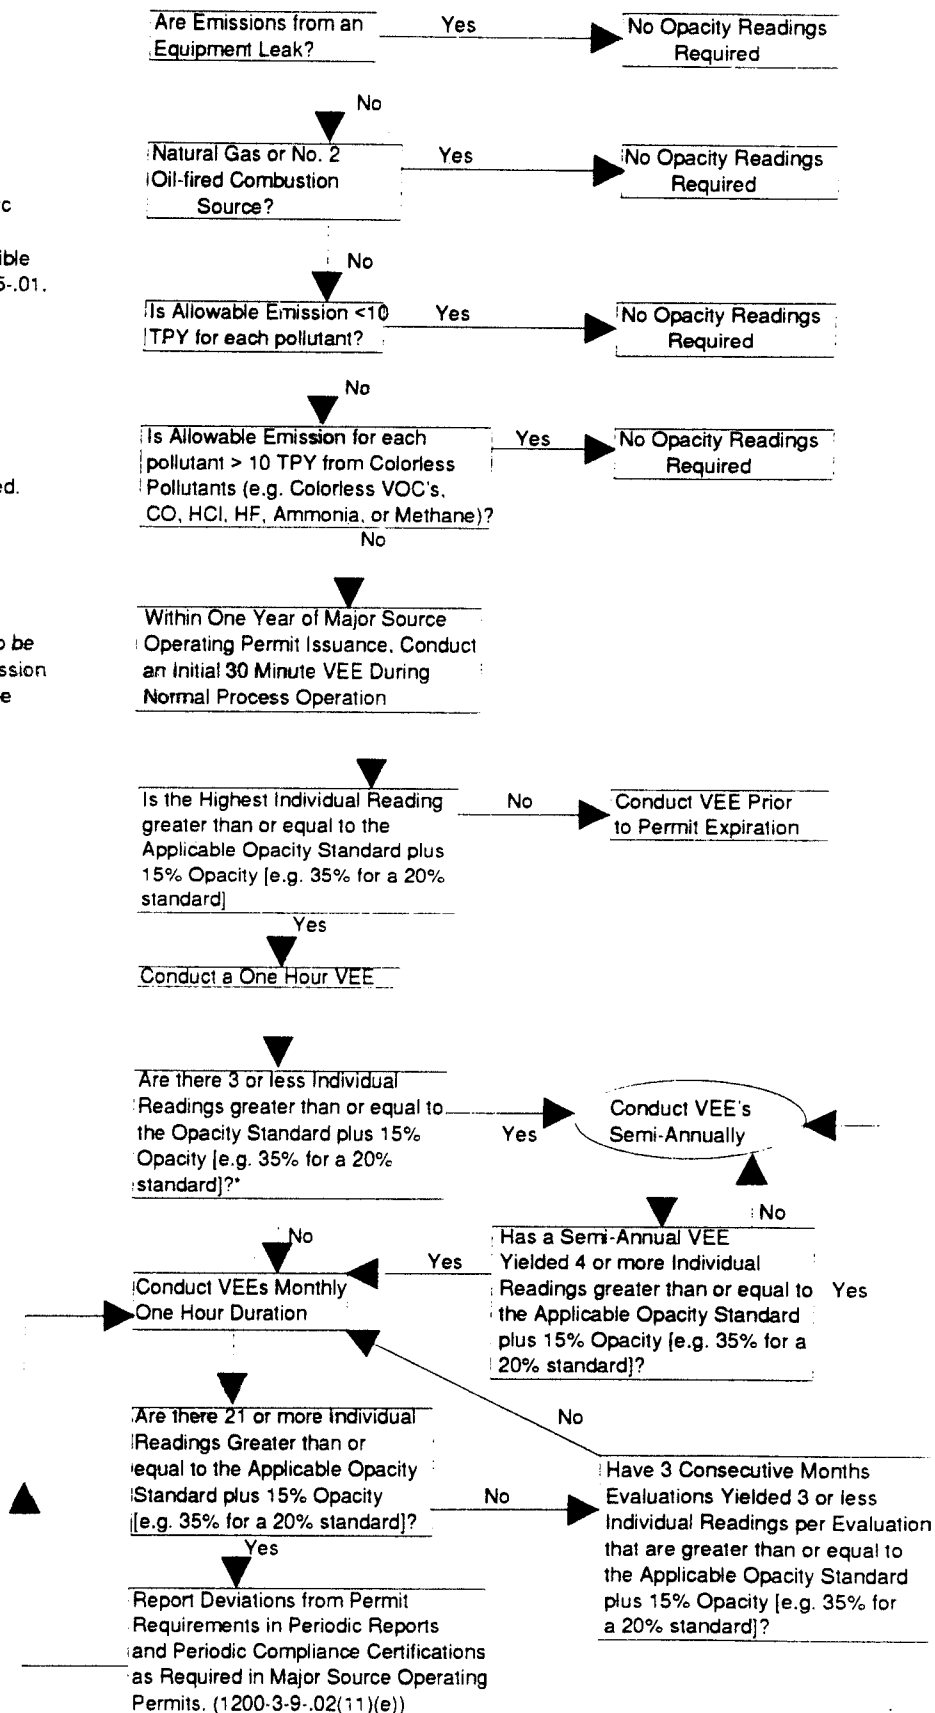 Are Emissions from an
Equipment Leak?
Yes
No Opacity Readings
Required
No
Natural Gas or No. 2
Oil-fired Combustion
Source?
Yes
No Opacity Readings
Required
c
ible
5-.01.
No
Is Allowable Emission <10
TPY for each pollutant?
Yes
No Opacity Readings
Required
No
Is Allowable Emission for each
pollutant > 10 TPY from Colorless
Pollutants (e.g. Colorless VOC's,
CO, HCl, HF, Ammonia, or Methane)?
Yes
No Opacity Readings
Required
ed.
No
Within One Year of Major Source
Operating Permit Issuance, Conduct
an Initial 30 Minute VEE During
Normal Process Operation
o be
ssion
e
Is the Highest Individual Reading
greater than or equal to the
Applicable Opacity Standard plus
15% Opacity [e.g. 35% for a 20%
standard]
No
Conduct VEE Prior
to Permit Expiration
Yes
Conduct a One Hour VEE
Are there 3 or less Individual
Readings greater than or equal to
the Opacity Standard plus 15%
Opacity [e.g. 35% for a 20%
standard]?*
Yes
Conduct VEE's
Semi-Annually
No
No
Has a Semi-Annual VEE
Yielded 4 or more Individual
Readings greater than or equal to
the Applicable Opacity Standard
plus 15% Opacity [e.g. 35% for a
20% standard]?
Yes
Yes
Conduct VEEs Monthly
One Hour Duration
Are there 21 or more Individual
Readings Greater than or
equal to the Applicable Opacity
Standard plus 15% Opacity
[e.g. 35% for a 20% standard]?
No
No
Have 3 Consecutive Months
Evaluations Yielded 3 or less
Individual Readings per Evaluation
that are greater than or equal to
the Applicable Opacity Standard
plus 15% Opacity [e.g. 35% for
a 20% standard]?
Yes
Report Deviations from Permit
Requirements in Periodic Reports
and Periodic Compliance Certifications
as Required in Major Source Operating
Permits. (1200-3-9-.02(11)(e))